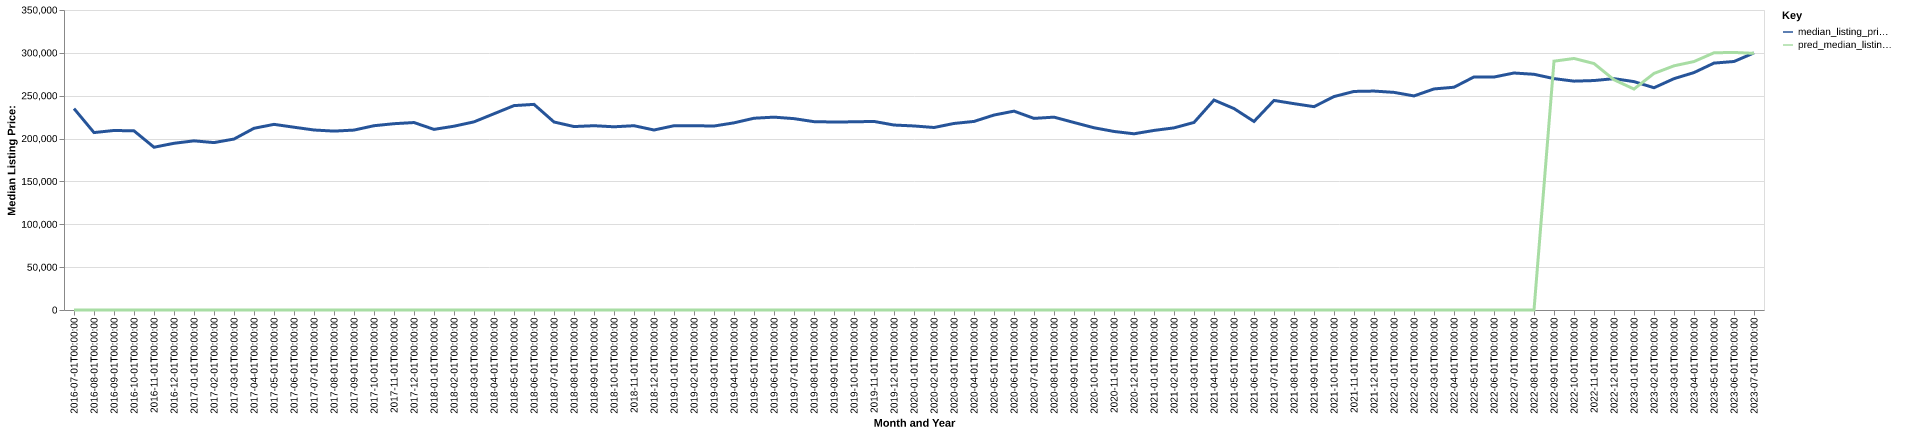 350,000
300,000
250,000
200,000
150,000
100,000
50,000
0
Median Listing Price:
2016-07-01T00:00:00
2016-08-01T00:00:00
2016-09-01T00:00:00
2016-10-01T00:00:00
2016-11-01T00:00:00
2016-12-01T00:00:00
2017-01-01T00:00:00
2017-02-01T00:00:00
2017-03-01T00:00:00
2017-04-01T00:00:00
2017-05-01T00:00:00
2017-06-01T00:00:00
2017-07-01T00:00:00
2017-08-01T00:00:00
2017-09-01T00:00:00
2017-10-01T00:00:00
2017-11-01T00:00:00
2017-12-01T00:00:00
2018-01-01T00:00:00
2018-02-01T00:00:00
2018-03-01T00:00:00
2018-04-01T00:00:00
2018-05-01T00:00:00
2018-06-01T00:00:00
2018-07-01T00:00:00
2018-08-01T00:00:00
2018-09-01T00:00:00
2018-10-01T00:00:00
2018-11-01T00:00:00
2018-12-01T00:00:00
2019-01-01T00:00:00
2019-02-01T00:00:00
2019-03-01T00:00:00
2019-04-01T00:00:00
2019-05-01T00:00:00
2019-06-01T00:00:00
2019-07-01T00:00:00
2019-08-01T00:00:00
2019-09-01T00:00:00
2019-10-01T00:00:00
2019-11-01T00:00:00
2019-12-01T00:00:00
2020-01-01T00:00:00
2020-02-01T00:00:00
2020-03-01T00:00:00
2020-04-01T00:00:00
2020-05-01T00:00:00
2020-06-01T00:00:00
2020-07-01T00:00:00
2020-08-01T00:00:00
2020-09-01T00:00:00
2020-10-01T00:00:00
2020-11-01T00:00:00
2020-12-01T00:00:00
2021-01-01T00:00:00
2021-02-01T00:00:00
2021-03-01T00:00:00
2021-04-01T00:00:00
2021-05-01T00:00:00
2021-06-01T00:00:00
2021-07-01T00:00:00
2021-08-01T00:00:00
2021-09-01T00:00:00
2021-10-01T00:00:00
2021-11-01T00:00:00
2021-12-01T00:00:00
2022-01-01T00:00:00
2022-02-01T00:00:00
2022-03-01T00:00:00
2022-04-01T00:00:00
2022-05-01T00:00:00
2022-06-01T00:00:00
2022-07-01T00:00:00
2022-08-01T00:00:00
2022-09-01T00:00:00
2022-10-01T00:00:00
2022-11-01T00:00:00
2022-12-01T00:00:00
2023-01-01T00:00:00
2023-02-01T00:00:00
2023-03-01T00:00:00
2023-04-01T00:00:00
2023-05-01T00:00:00
2023-06-01T00:00:00
2023-07-01T00:00:00
Month and Year
Key
median_listing_pri…
pred_median_listin…